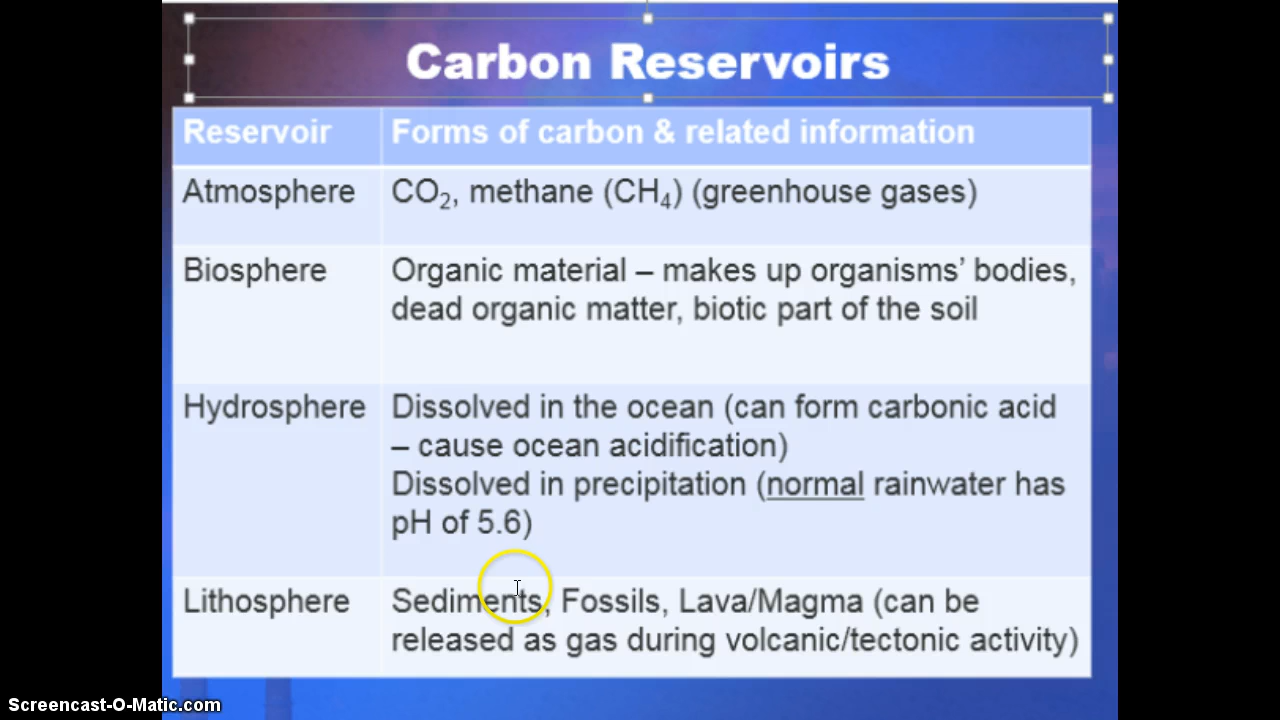 Carbon Reservoirs
Reservoir
Forms of carbon & related information
Atmosphere
CO₂, methane (CH₄) (greenhouse gases)
Biosphere
Organic material – makes up organisms’ bodies,
dead organic matter, biotic part of the soil
Hydrosphere
Dissolved in the ocean (can form carbonic acid
– cause ocean acidification)
Dissolved in precipitation (normal rainwater has
pH of 5.6)
Lithosphere
Sediments, Fossils, Lava/Magma (can be
released as gas during volcanic/tectonic activity)
Screencast-O-Matic.com